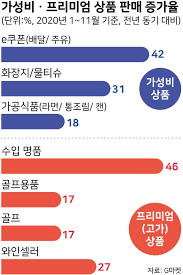 가성비·프리미엄 상품 판매 증가율
(단위:%, 2020년 1~11월 기준, 전년 동기 대비)
e쿠폰(배달/ 주유)
42
화장지/물티슈
31
가성비
상품
가공식품(라면/ 통조림/ 캔)
18
수입 명품
46
골프용품
17
골프
17
프리미엄
(고가)
상품
와인셀러
27
자료: G마켓